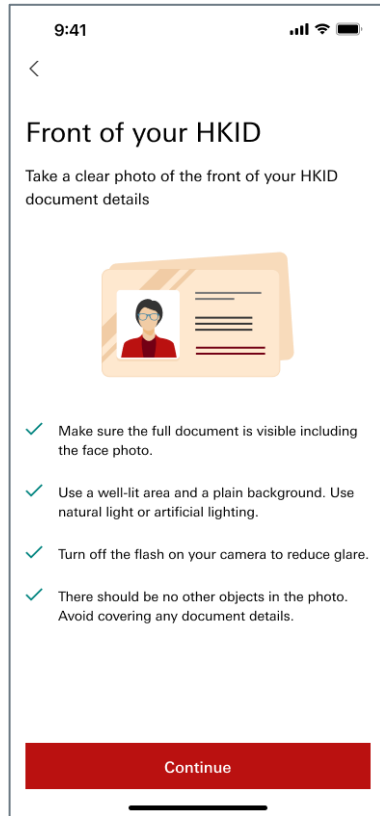 9:41
Front of your HKID
Take a clear photo of the front of your HKID
document details
Make sure the full document is visible including
the face photo.
Use a well-lit area and a plain background. Use
natural light or artificial lighting.
Turn off the flash on your camera to reduce glare.
There should be no other objects in the photo.
Avoid covering any document details.
Continue